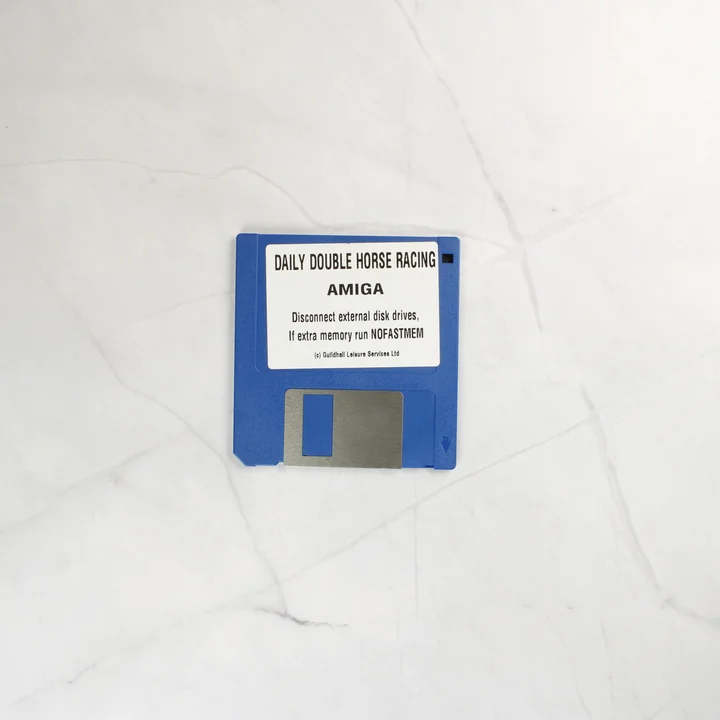 DAILY DOUBLE HORSE RACING
AMIGA
Disconnect external disk drives,
If extra memory run NOFASTMEM
(c) Guildhall Leisure Services Ltd